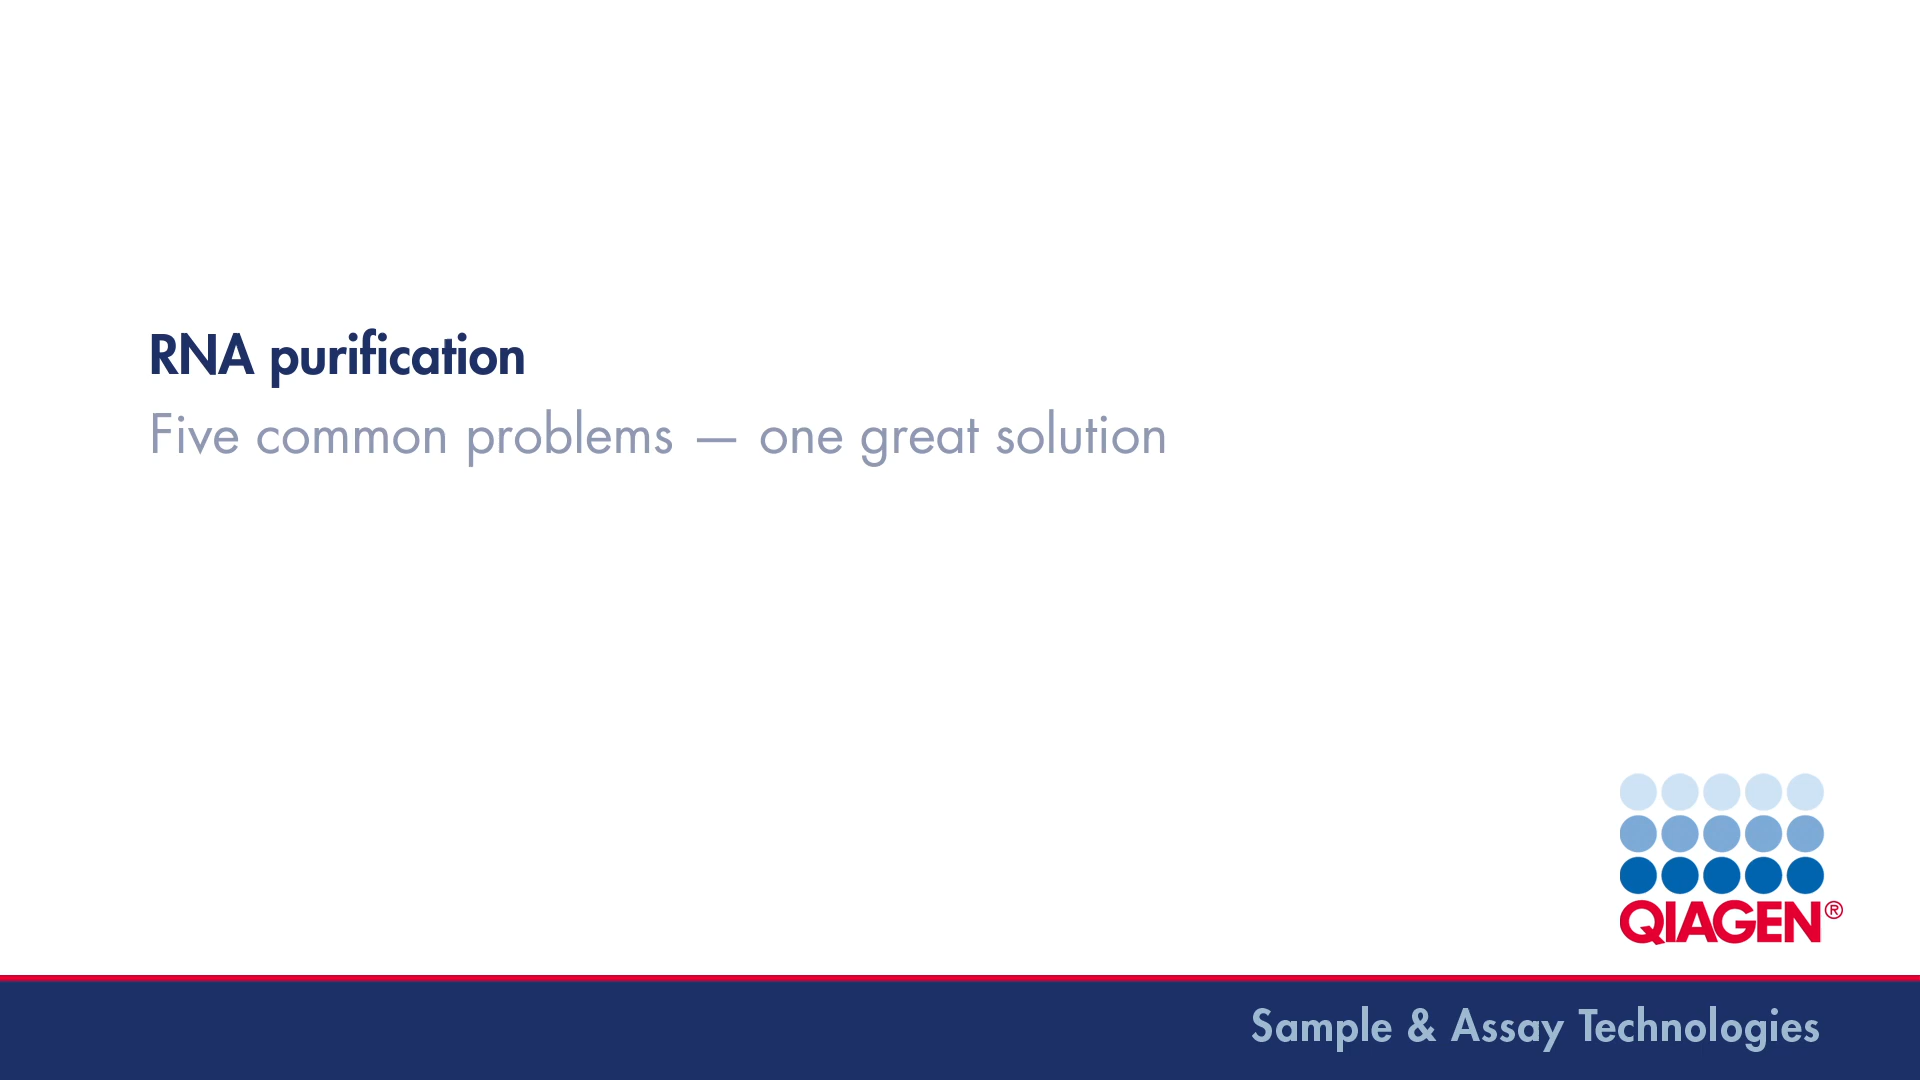 RNA purification
Five common problems — one great solution
QIAGEN®
Sample & Assay Technologies